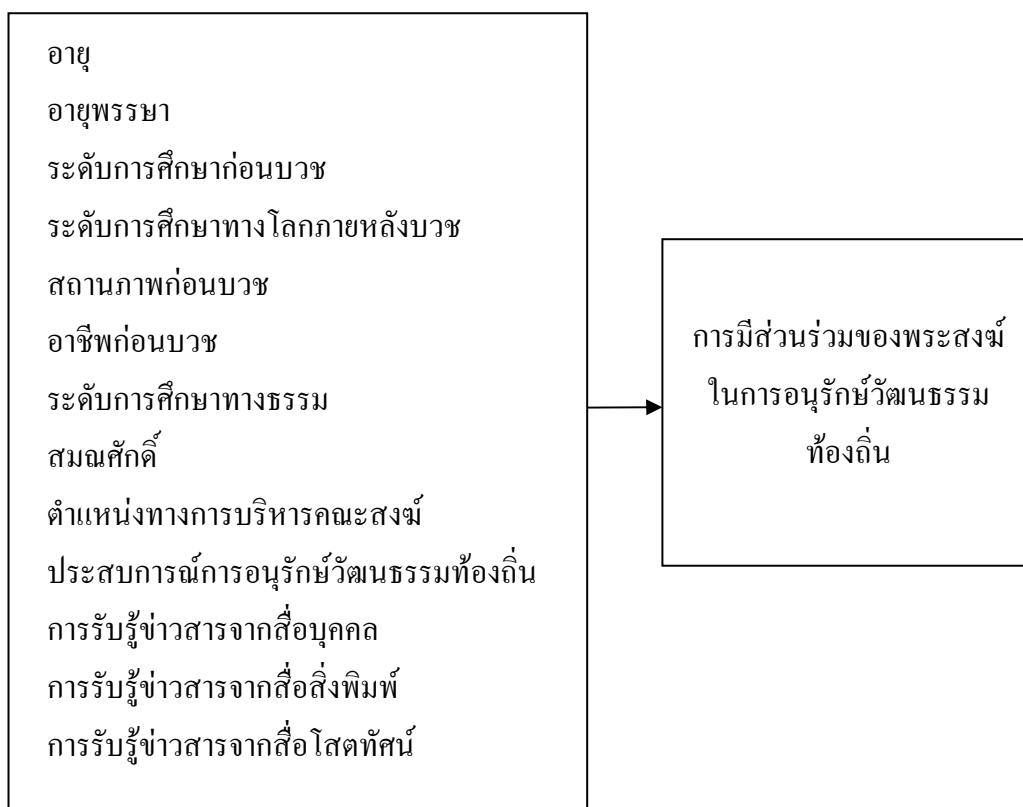 อายุ
อายุพรรษา
ระดับการศึกษาก่อนบวช
ระดับการศึกษาทางโลกภายหลังบวช
สถานภาพก่อนบวช
อาชีพก่อนบวช
ระดับการศึกษาทางธรรม
สมณศักดิ์
ตำแหน่งทางการบริหารคณะสงฆ์
ประสบการณ์การอนุรักษ์วัฒนธรรมท้องถิ่น
การรับรู้ข่าวสารจากสื่อบุคคล
การรับรู้ข่าวสารจากสื่อสิ่งพิมพ์
การรับรู้ข่าวสารจากสื่อโสตทัศน์
การมีส่วนร่วมของพระสงฆ์
ในการอนุรักษ์วัฒนธรรม
ท้องถิ่น